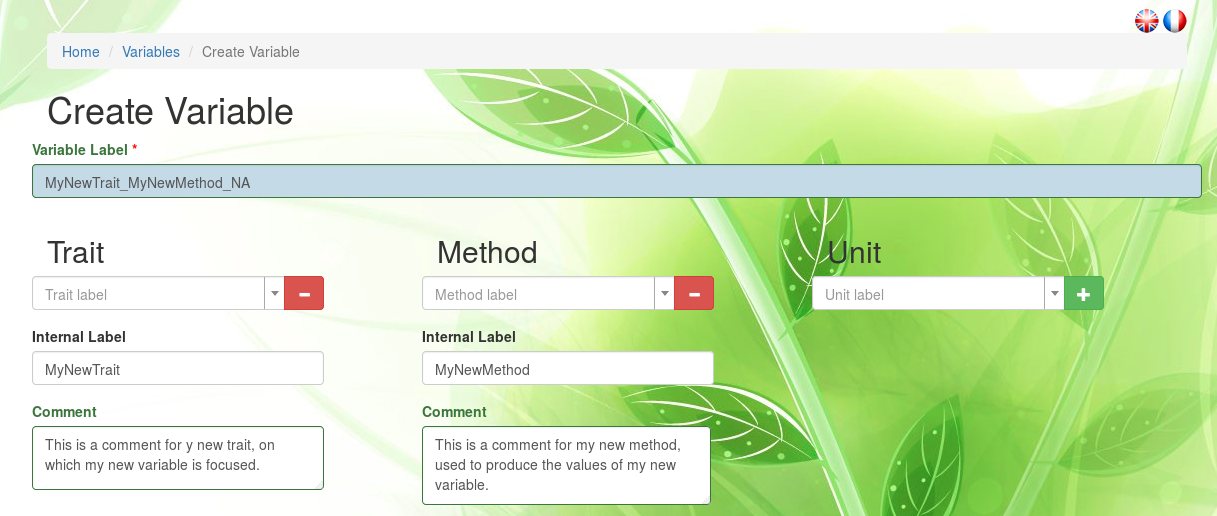 Home / Variables / Create Variable
Create Variable
Variable Label *
MyNewTrait_MyNewMethod_NA
Trait
Trait label
Internal Label
MyNewTrait
Comment
This is a comment for y new trait, on
which my new variable is focused.
Method
Method label
Internal Label
MyNewMethod
Comment
This is a comment for my new method,
used to produce the values of my new
variable.
Unit
Unit label